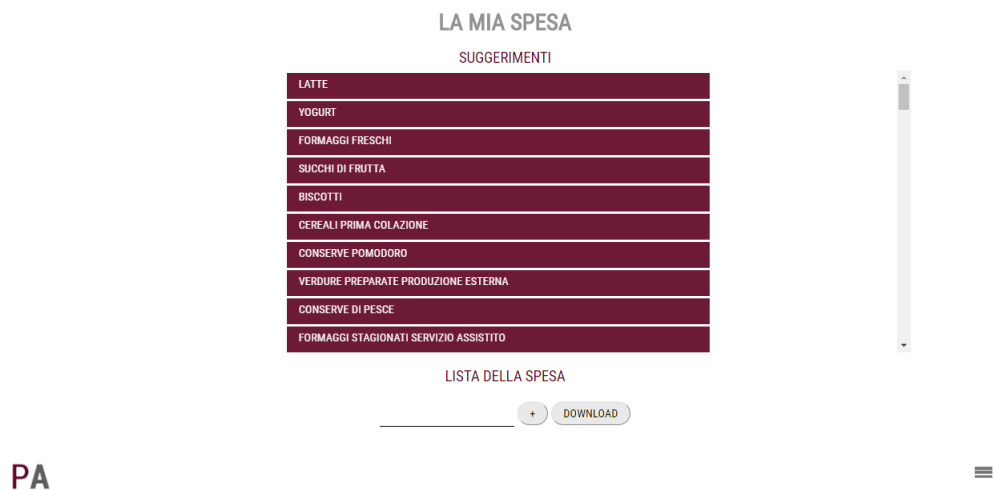 LA MIA SPESA
SUGGERIMENTI
LATTE
YOGURT
FORMAGGI FRESCHI
SUCCHI DI FRUTTA
BISCOTTI
CEREALI PRIMA COLAZIONE
CONSERVE POMODORO
VERDURE PREPARATE PRODUZIONE ESTERNA
CONSERVE DI PESCE
FORMAGGI STAGIONATI SERVIZIO ASSISTITO
LISTA DELLA SPESA
+ DOWNLOAD
PA